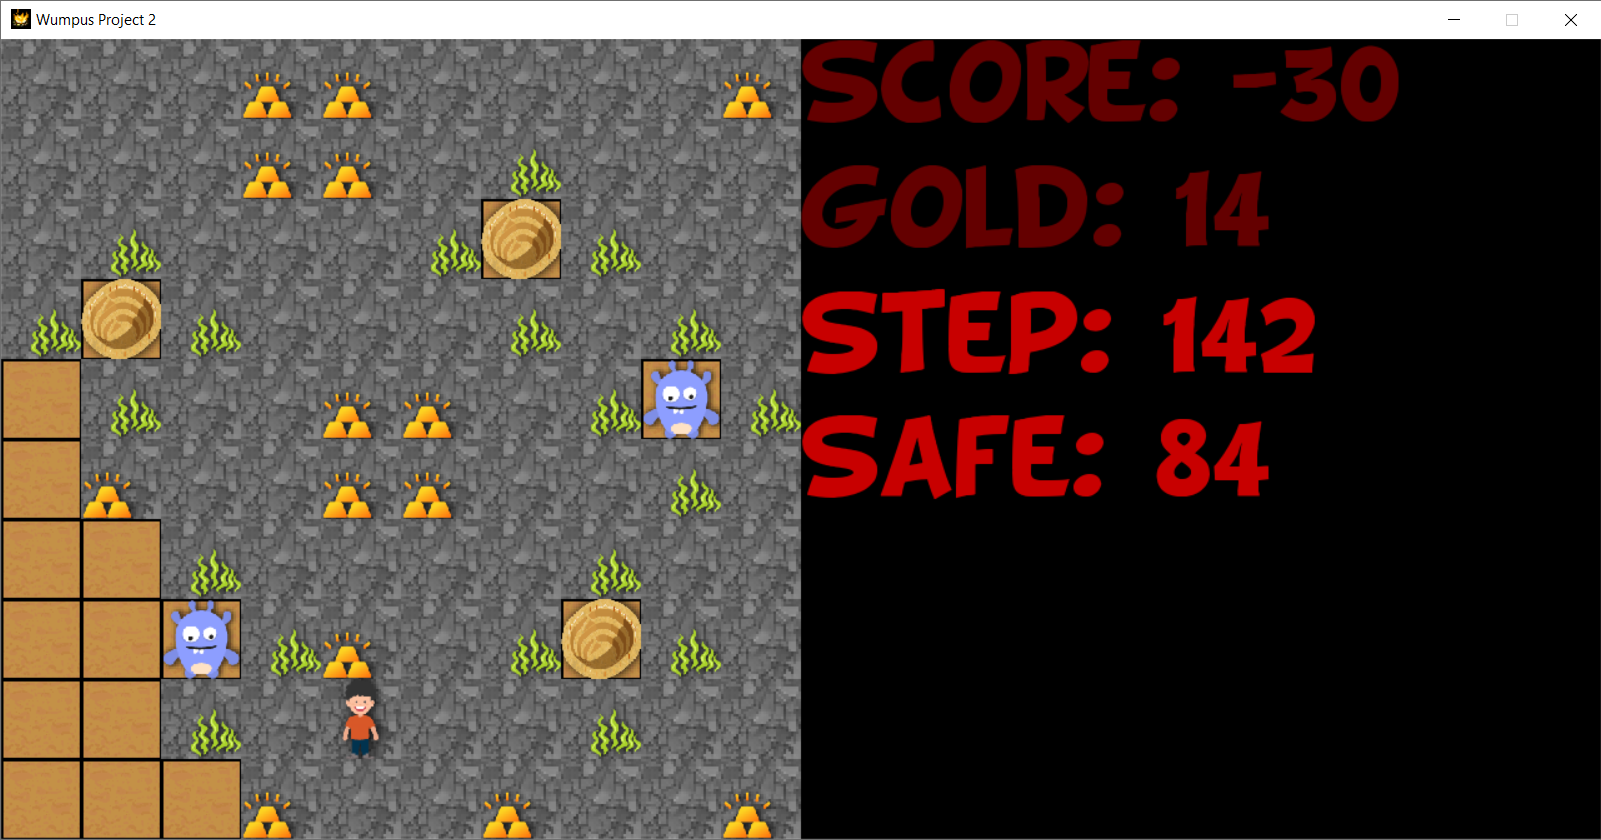 Wumpus Project 2
SCORE: -30
GOLD: 14
STEP: 142
SAFE: 84